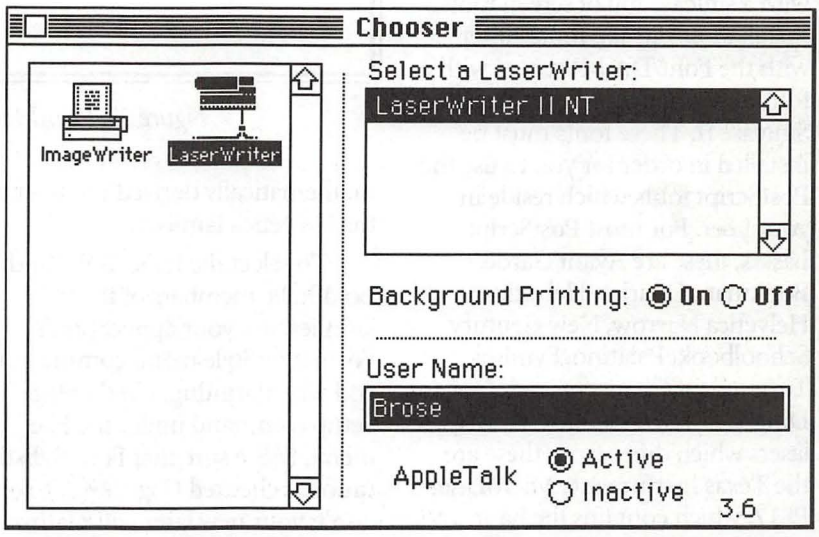 Chooser
ImageWriter
LaserWriter
Select a LaserWriter:
LaserWriter II NT
Background Printing: On Off
User Name:
Brose
AppleTalk
Active
Inactive
3.6